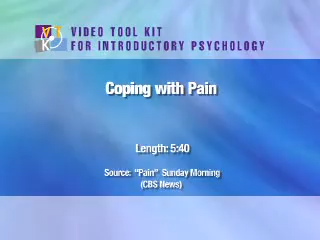 V
T
K
VIDEO TOOL KIT
FOR INTRODUCTORY PSYCHOLOGY
Coping with Pain
Length: 5:40
Source: "Pain" Sunday Morning
(CBS News)